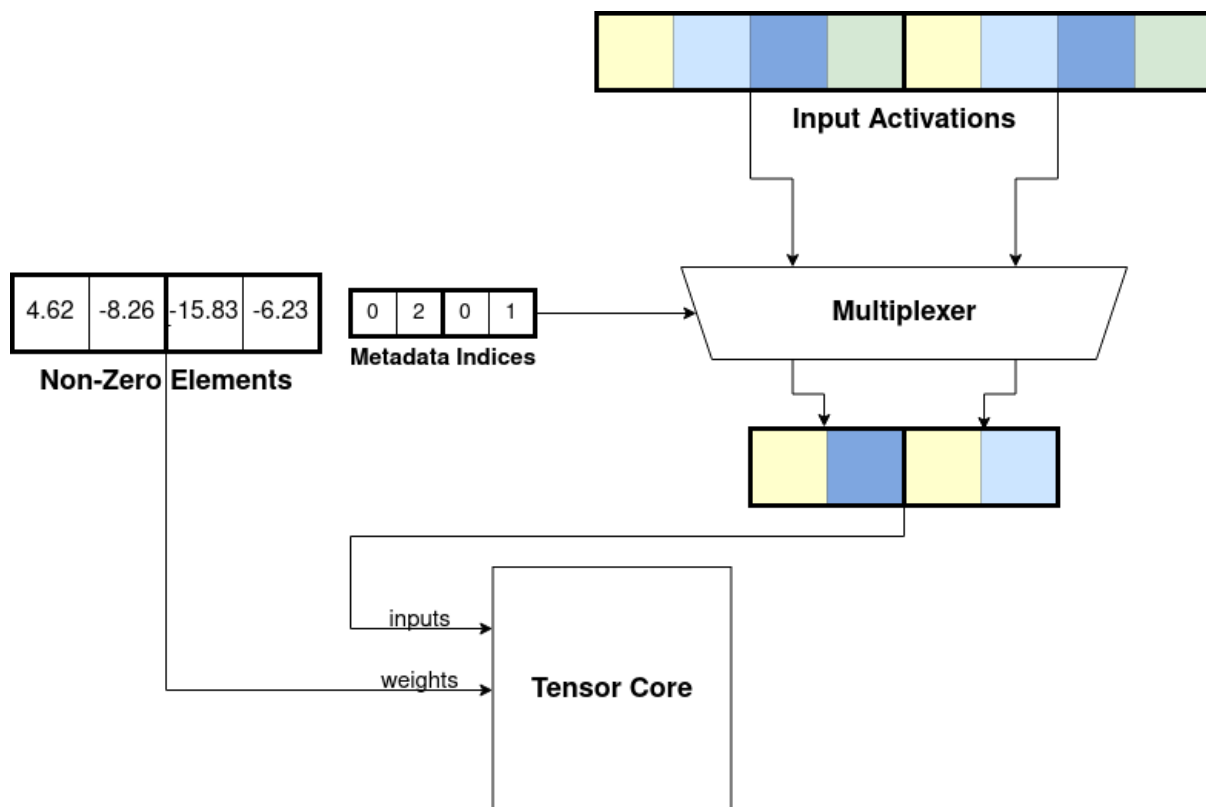 Input Activations
4.62 -8.26 -15.83 -6.23
0 2 0 1
Multiplexer
Metadata Indices
Non-Zero Elements
inputs
weights
Tensor Core